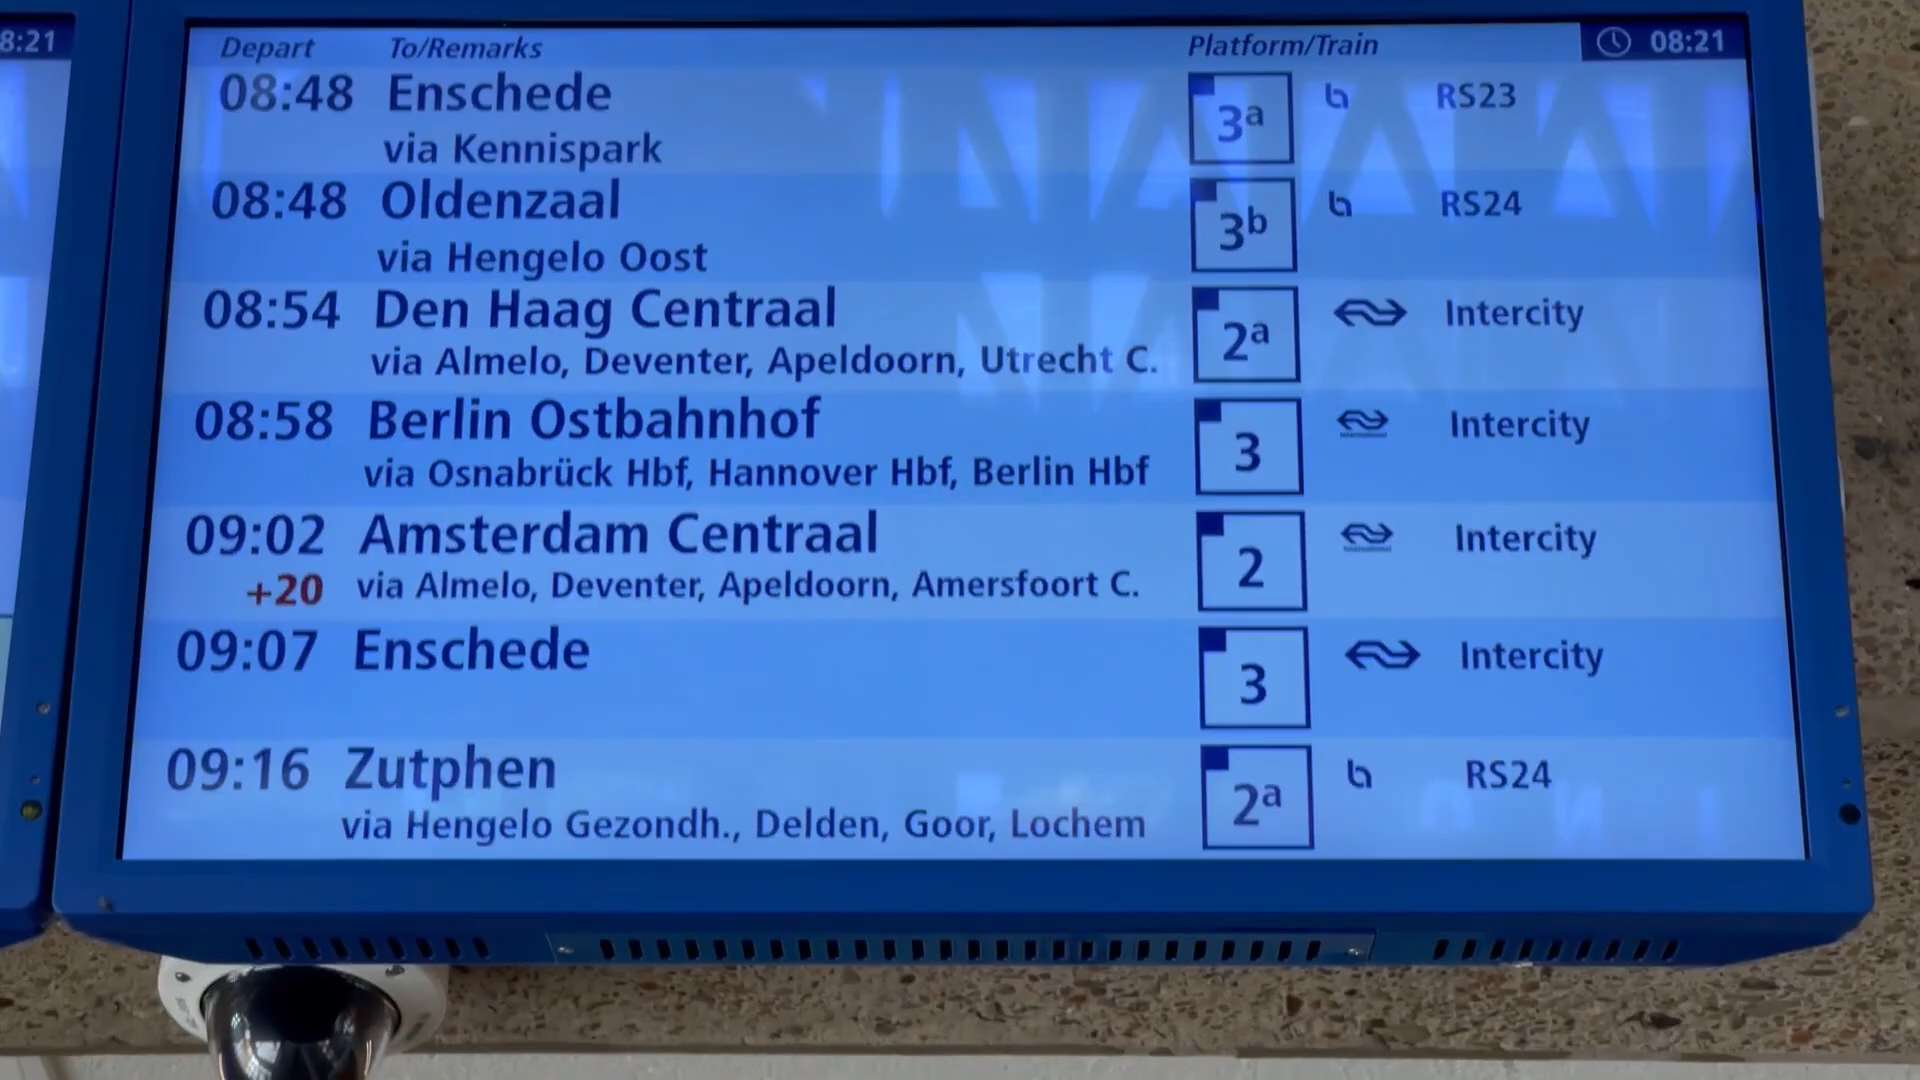 8:21
Depart To/Remarks Platform/Train 08:21
08:48 Enschede 3a b RS23
via Kennispark
08:48 Oldenzaal 3b b RS24
via Hengelo Oost
08:54 Den Haag Centraal 2a Intercity
via Almelo, Deventer, Apeldoorn, Utrecht C.
08:58 Berlin Ostbahnhof 3 Intercity
via Osnabrück Hbf, Hannover Hbf, Berlin Hbf
09:02 Amsterdam Centraal 2 Intercity
+20 via Almelo, Deventer, Apeldoorn, Amersfoort C.
09:07 Enschede 3 Intercity
09:16 Zutphen 2a b RS24
via Hengelo Gezondh., Delden, Goor, Lochem